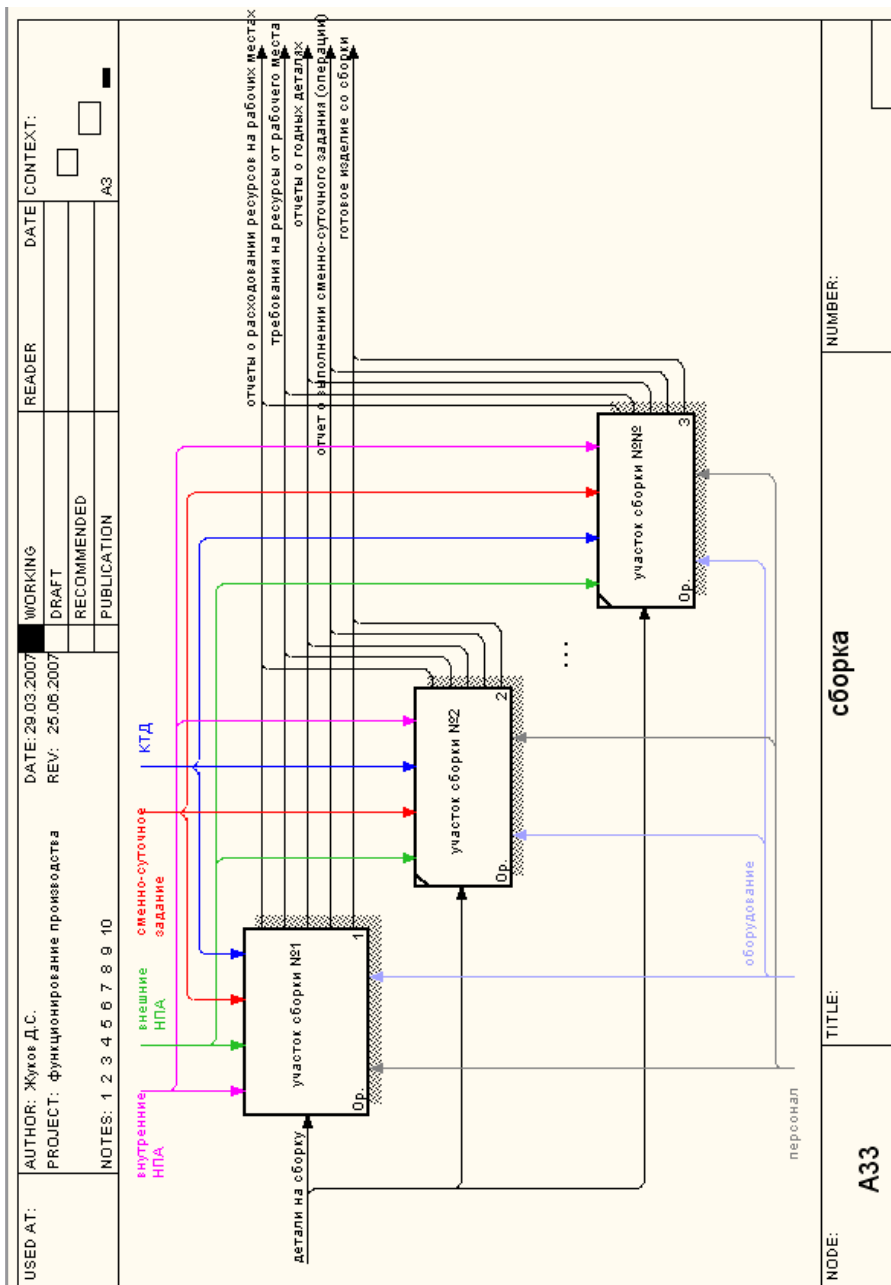 USED AT:
AUTHOR: Жуков Д.С.
PROJECT: функционирование производства
NOTES: 1 2 3 4 5 6 7 8 9 10
DATE: 29.03.2007
REV: 25.06.2007
WORKING
DRAFT
RECOMMENDED
PUBLICATION
READER
DATE
CONTEXT:
A3
внутренние
НПА
внешние
НПА
сменно-суточное
задание
КТД
отчеты о расходовании ресурсов на рабочих местах
требования на ресурсы от рабочего места
отчеты о годных деталях
отчет о выполнении сменно-суточного задания (операции)
готовое изделие со сборки
детали на сборку
участок сборки №1
0р.
1
участок сборки №2
0р.
2
...
участок сборки №№
0р.
3
оборудование
персонал
NODE:
A33
TITLE:
сборка
NUMBER: